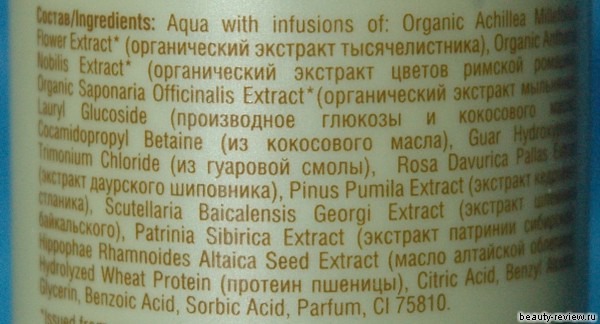 Состав/Ingredients: Aqua with infusions of: Organic Achillea
Flower Extract* (органический экстракт тысячелистника), Organic
Nobilis Extract* (органический экстракт цветов римской
Organic Saponaria Officinalis Extract* (органический экстракт
Lauryl Glucoside (производное глюкозы и кокосового
Cocamidopropyl Betaine (из кокосового масла), Guar
Trimonium Chloride (из гуаровой смолы), Rosa Davurica Pallas
(экстракт даурского шиповника), Pinus Pumila Extract (экстракт
стланика), Scutellaria Baicalensis Georgi Extract (экстракт
байкальского), Patrinia Sibirica Extract (экстракт патринии
Hippophae Rhamnoides Altaica Seed Extract (масло алтайской
Hydrolyzed Wheat Protein (протеин пшеницы), Citric Acid, Benzyl
Glycerin, Benzoic Acid, Sorbic Acid, Parfum, CI 75810.
*Issued
beauty-review.ru